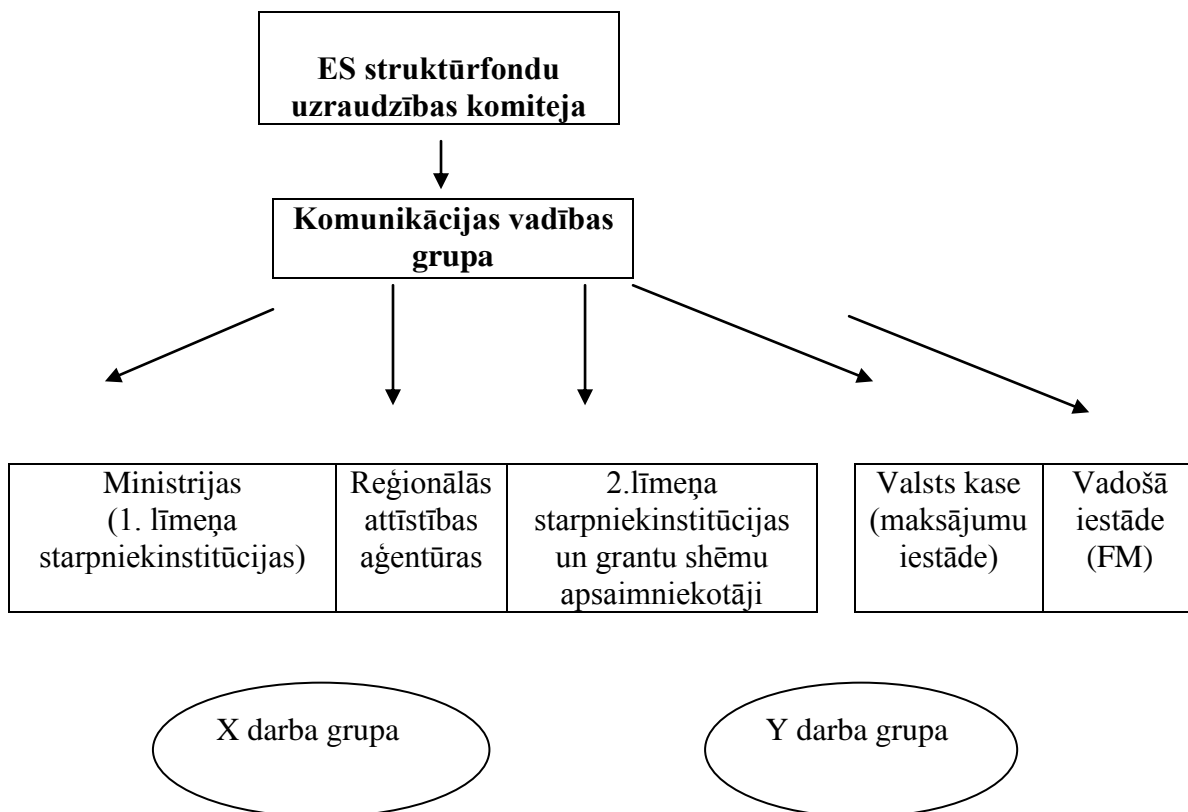 ES struktūrfondu
uzraudzības komiteja
Komunikācijas vadības
grupa
Ministrijas
(1. līmeņa
starpniekinstitūcijas)
Reģionālās
attīstības
aģentūras
2.līmeņa
starpniekinstitūcijas
un grantu shēmu
apsaimniekotāji
Valsts kase
(maksājumu
iestāde)
Vadošā
iestāde
(FM)
X darba grupa
Y darba grupa